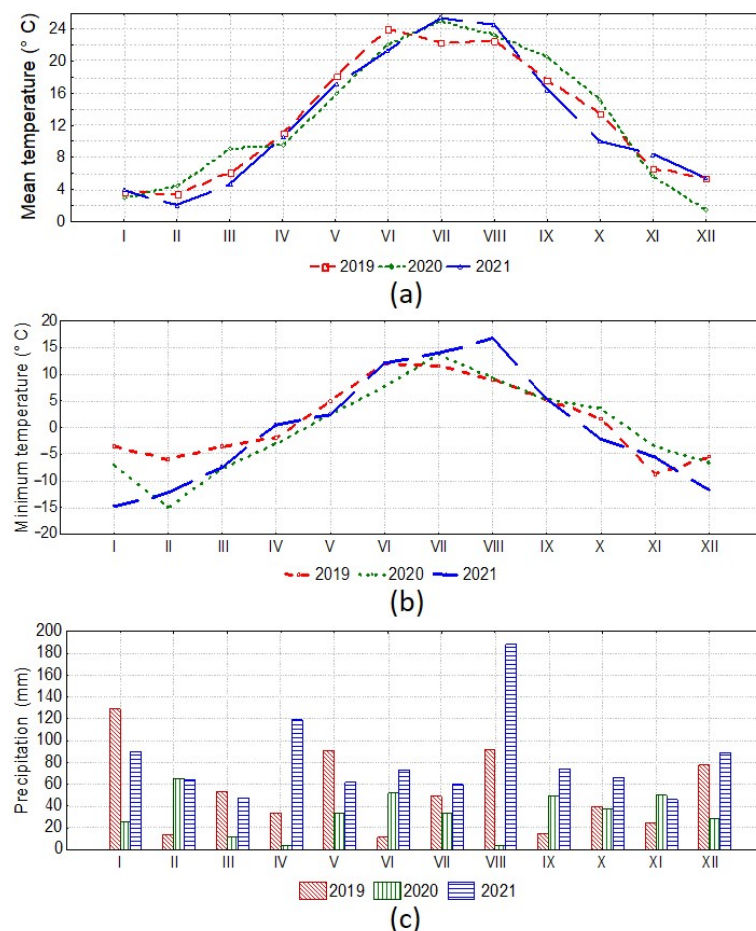 Mean temperature (° C)
24
20
16
12
8
4
0
I II III IV V VI VII VIII IX X XI XII
2019 2020 2021
(a)
Minimum temperature (° C)
20
15
10
5
0
−5
−10
−15
−20
I II III IV V VI VII VIII IX X XI XII
2019 2020 2021
(b)
Precipitation (mm)
200
180
160
140
120
100
80
60
40
20
0
I II III IV V VI VII VIII IX X XI XII
2019 2020 2021
(c)